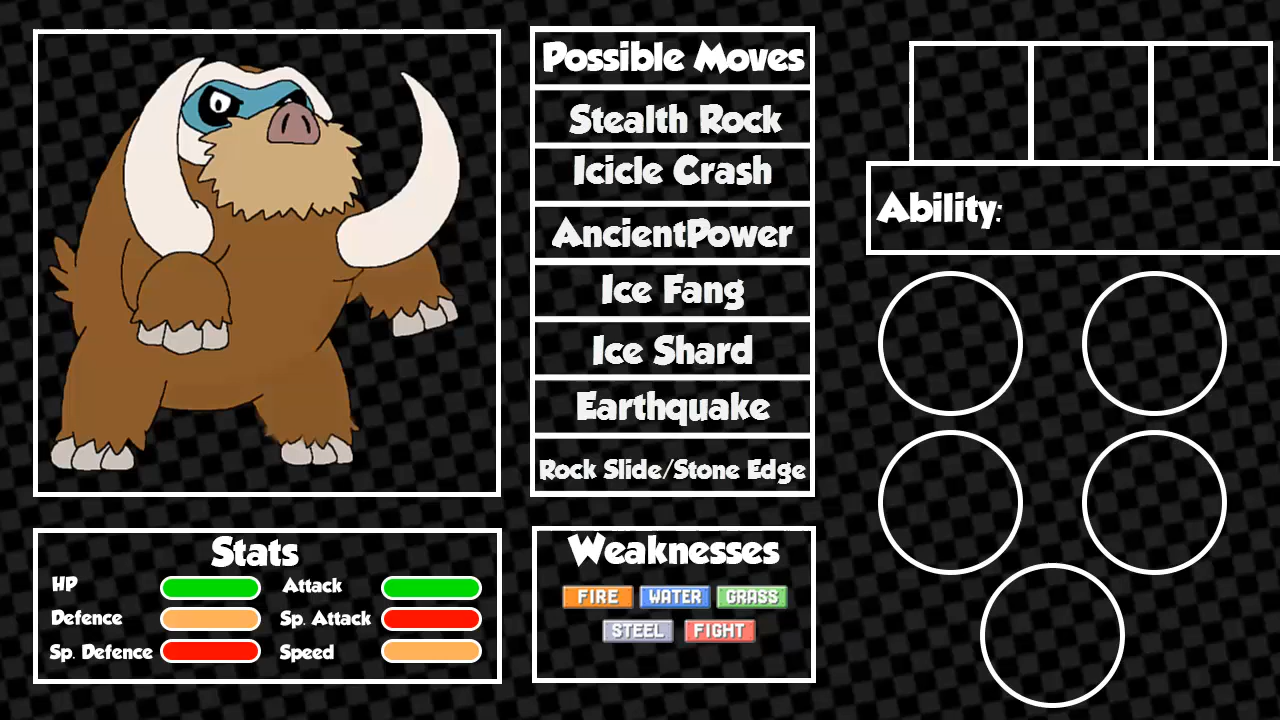 Possible Moves
Stealth Rock
Icicle Crash
AncientPower
Ice Fang
Ice Shard
Earthquake
Rock Slide/Stone Edge
Ability:
Stats
HP
Attack
Defence
Sp. Attack
Sp. Defence
Speed
Weaknesses
FIRE WATER GRASS
STEEL FIGHT